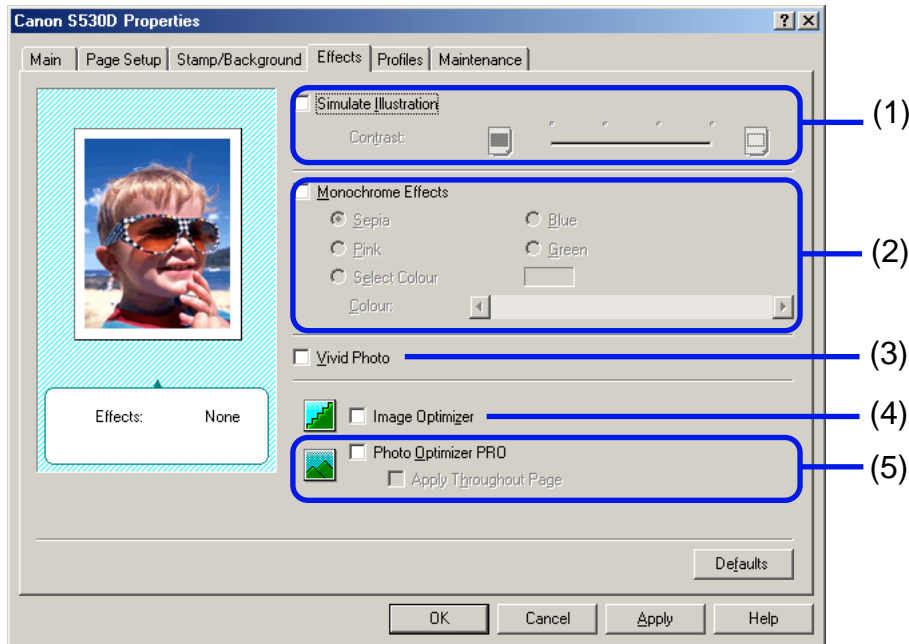 Canon S530D Properties
Main Page Setup Stamp/Background Effects Profiles Maintenance
Simulate Illustration
Contrast:
(1)
Monochrome Effects
Sepia Blue
Pink Green
Select Colour
Colour:
(2)
Vivid Photo
(3)
Effects: None
Image Optimizer
(4)
Photo Optimizer PRO
Apply Throughout Page
(5)
Defaults
OK Cancel Apply Help